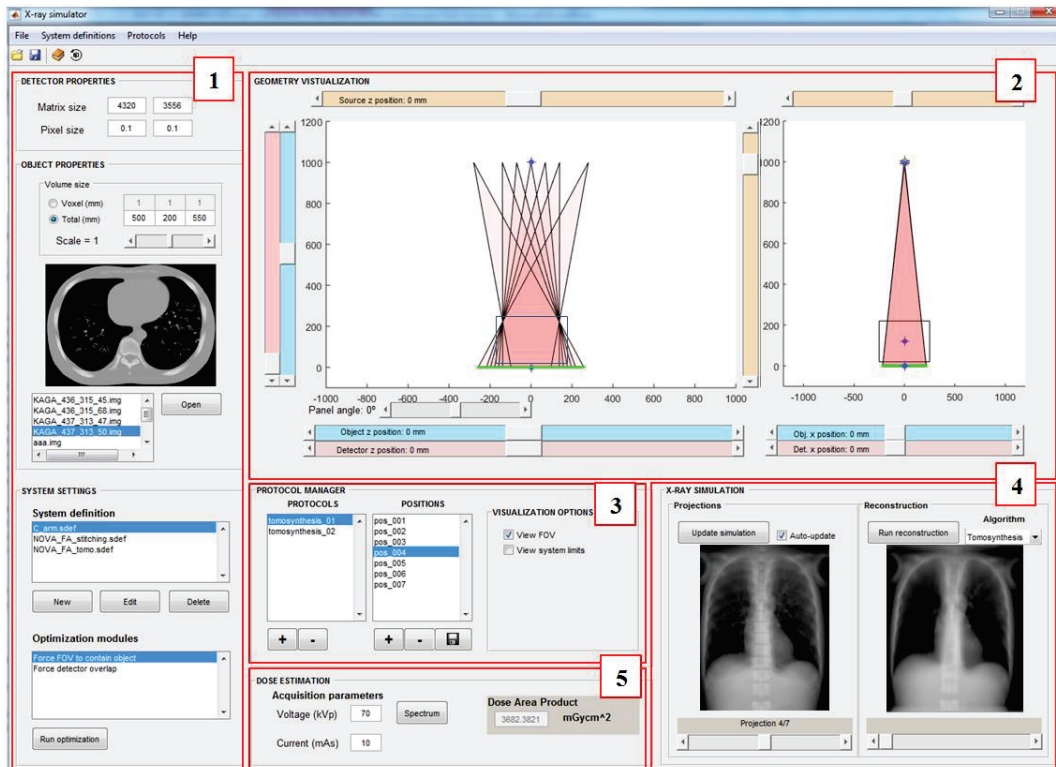 X-ray simulator
File System definitions Protocols Help
1
DETECTOR PROPERTIES
Matrix size 4320 3556
Pixel size 0.1 0.1
OBJECT PROPERTIES
Volume size
Voxel (mm) 1 1 1
Total (mm) 500 200 550
Scale = 1
KAGA_436_315_45.img
KAGA_436_315_68.img
KAGA_437_313_47.img
KAGA_437_313_50.img
aaa.img
Open
SYSTEM SETTINGS
System definition
C_arm.sdef
NOVA_FA_stitching.sdef
NOVA_FA_tomo.sdef
New Edit Delete
Optimization modules
Force FOV to contain object
Force detector overlap
Run optimization
2
GEOMETRY VISTUALIZATION
Source z position: 0 mm
1200
1000
800
600
400
200
0
-1000 -800 -600 -400 -200 0 200 400 600 800 1000
Panel angle: 0º
Object z position: 0 mm
Detector z position: 0 mm
1200
1000
800
600
400
200
0
-1000 -500 0 500 1000
Obj. x position: 0 mm
Det. x position: 0 mm
3
PROTOCOL MANAGER
PROTOCOLS
tomosynthesis_01
tomosynthesis_02
+ -
POSITIONS
pos_001
pos_002
pos_003
pos_004
pos_005
pos_006
pos_007
+ -
VISUALIZATION OPTIONS
View FOV
View system limits
4
X-RAY SIMULATION
Projections
Update simulation Auto-update
Projection 4/7
Reconstruction
Algorithm
Run reconstruction Tomosynthesis
5
DOSE ESTIMATION
Acquisition parameters
Voltage (kVp) 70 Spectrum
Current (mAs) 10
Dose Area Product
3682.3821 mGycm^2